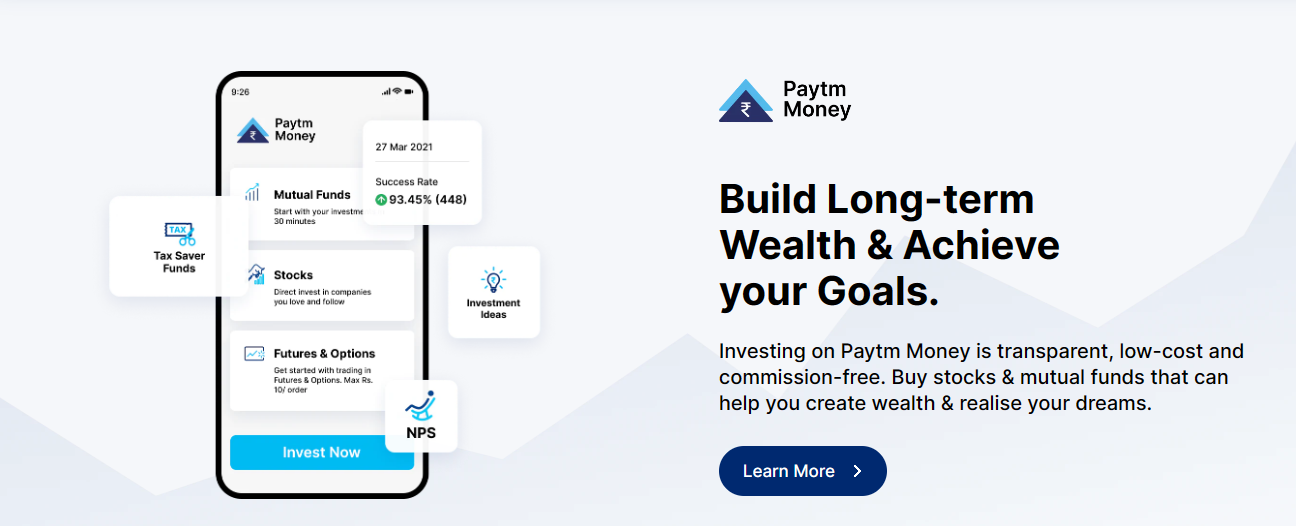 9:26
Paytm
Money
27 Mar 2021
Success Rate
93.45% (448)
Mutual Funds
Start with your
30 minutes
Tax Saver
Funds
TAX
Stocks
Direct invest in companies
you love and follow
Investment
Ideas
Futures & Options
Get started with trading in
Futures & Options. Max Rs.
10/ order
NPS
Invest Now
₹ Paytm
Money
Build Long-term
Wealth & Achieve
your Goals.
Investing on Paytm Money is transparent, low-cost and
commission-free. Buy stocks & mutual funds that can
help you create wealth & realise your dreams.
Learn More